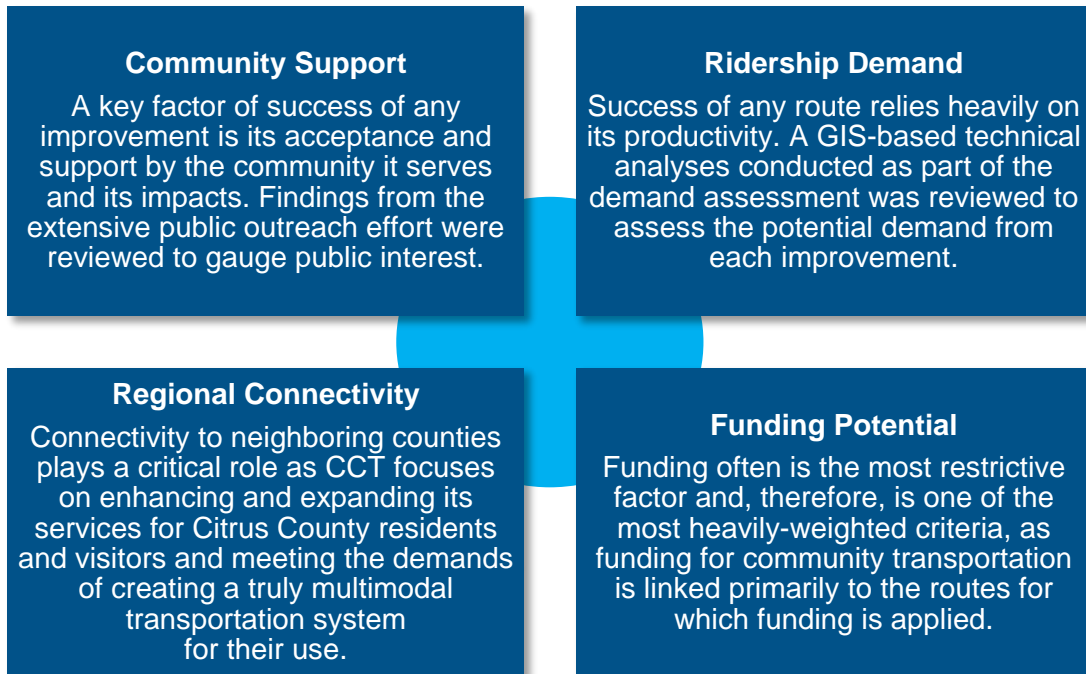 Community Support
A key factor of success of any
improvement is its acceptance and
support by the community it serves
and its impacts. Findings from the
extensive public outreach effort were
reviewed to gauge public interest.
Ridership Demand
Success of any route relies heavily on
its productivity. A GIS-based technical
analyses conducted as part of the
demand assessment was reviewed to
assess the potential demand from
each improvement.
Regional Connectivity
Connectivity to neighboring counties
plays a critical role as CCT focuses
on enhancing and expanding its
services for Citrus County residents
and visitors and meeting the demands
of creating a truly multimodal
transportation system
for their use.
Funding Potential
Funding often is the most restrictive
factor and, therefore, is one of the
most heavily-weighted criteria, as
funding for community transportation
is linked primarily to the routes for
which funding is applied.